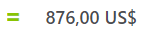 = 876,00 US$